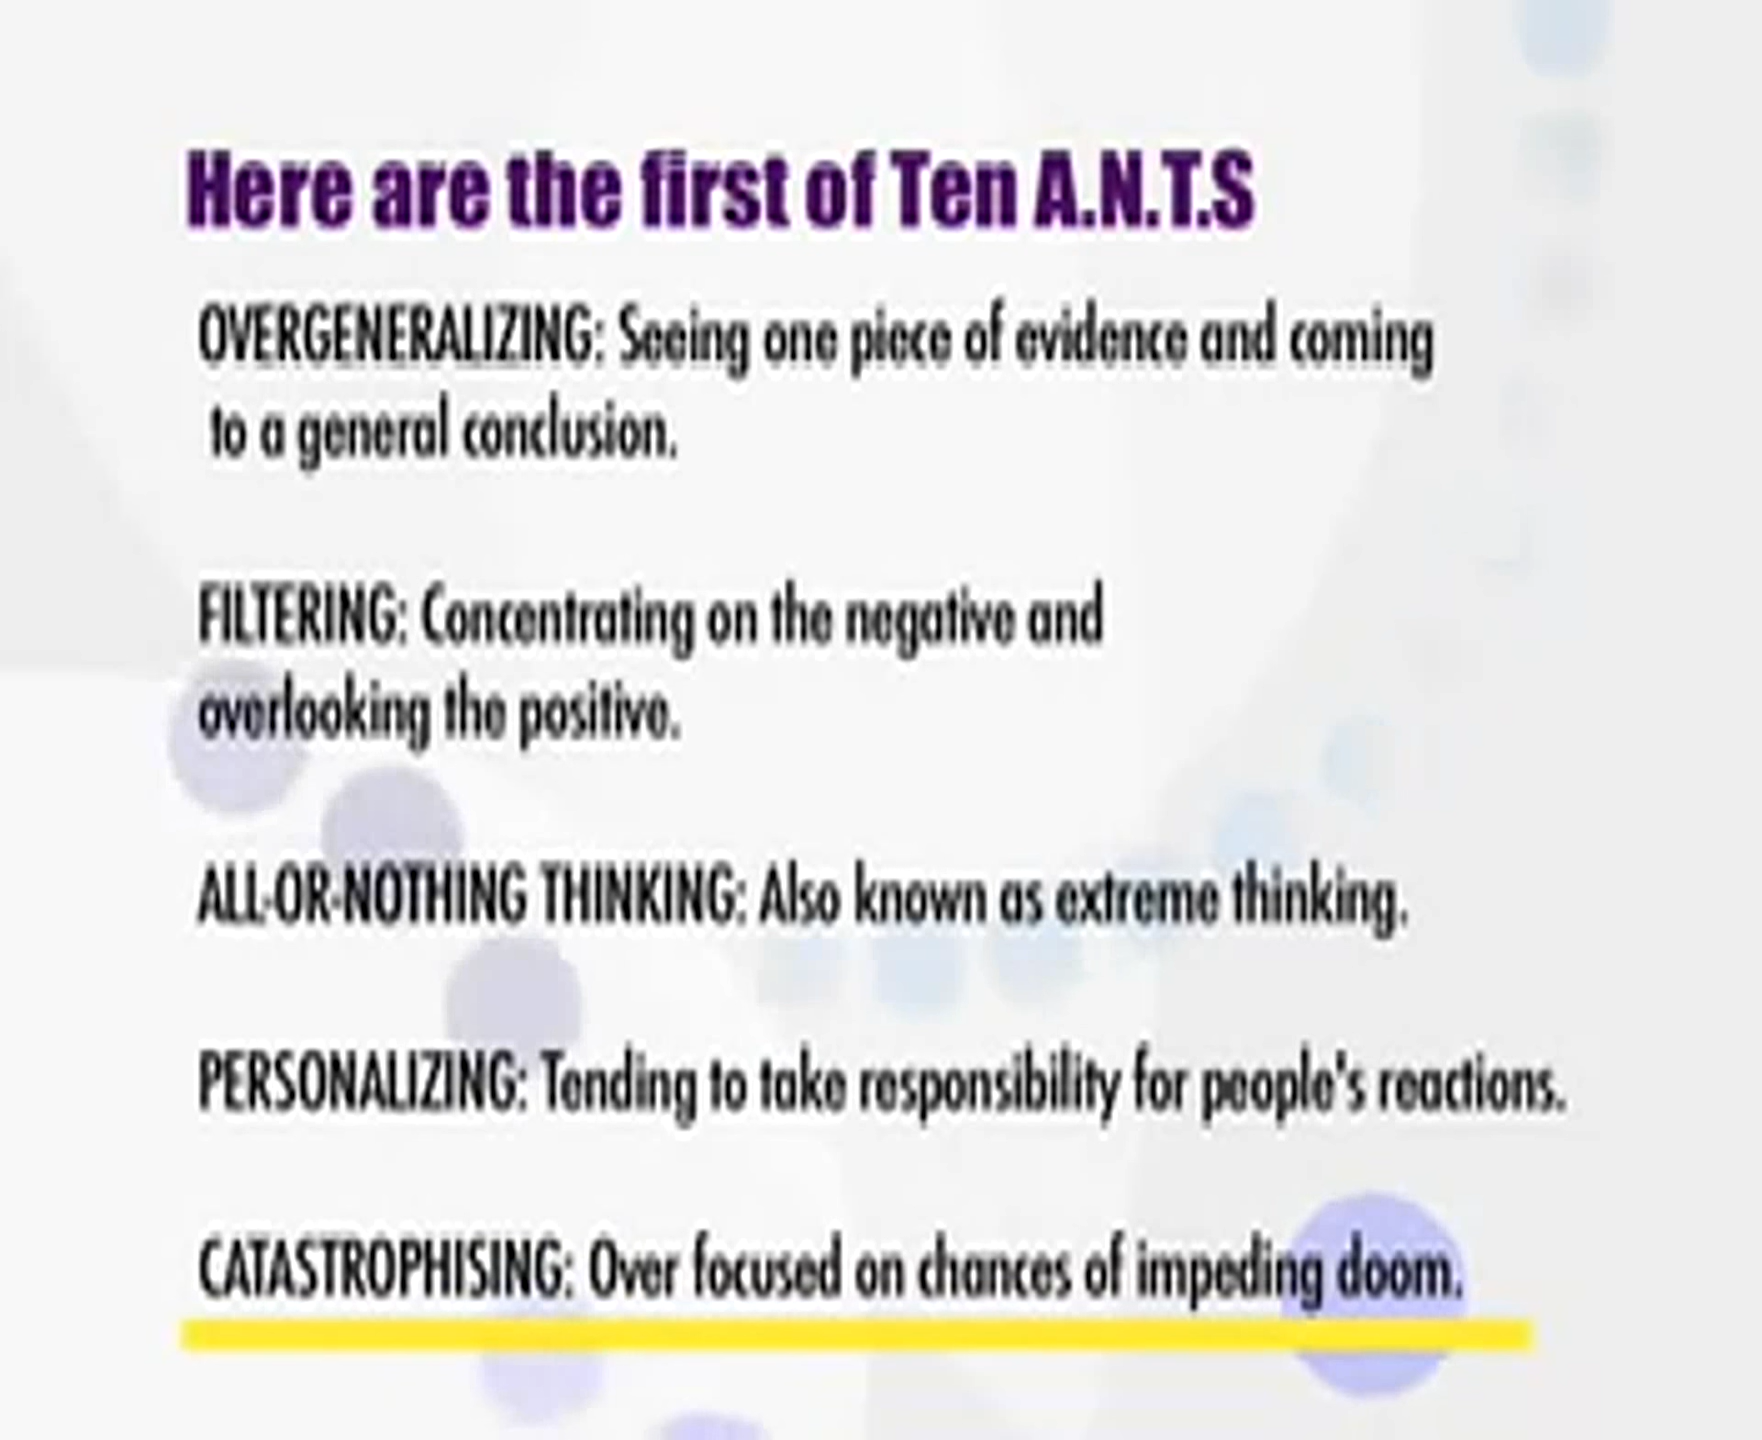 Here are the first of Ten A.N.T.S
OVERGENERALIZING: Seeing one piece of evidence and coming
to a general conclusion.
FILTERING: Concentrating on the negative and
overlooking the positive.
ALL-OR-NOTHING THINKING: Also known as extreme thinking.
PERSONALIZING: Tending to take responsibility for people's reactions.
CATASTROPHISING: Over focused on chances of impeding doom.